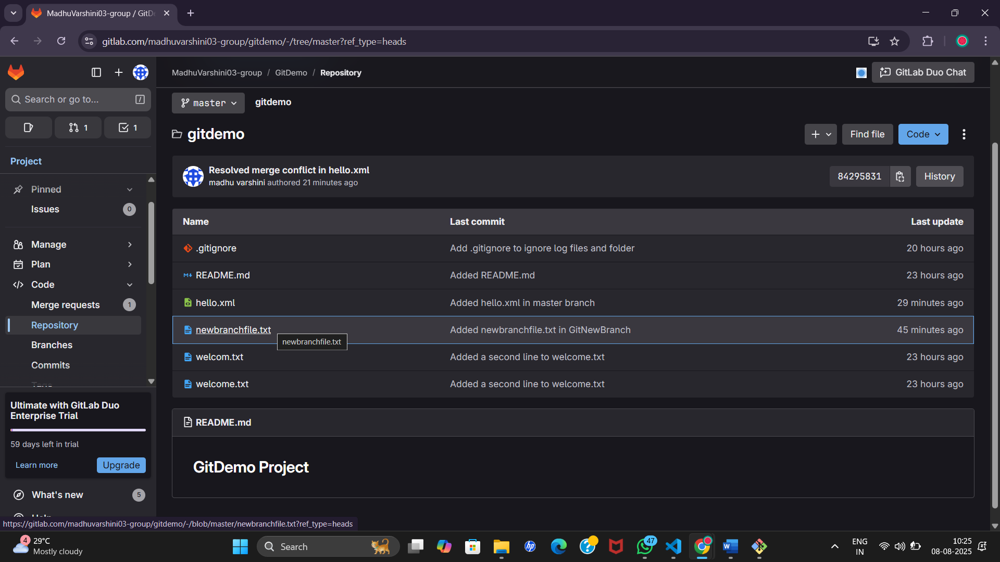 MadhuVarshini03-group / GitDe
gitlab.com/madhuvarshini03-group/gitdemo/-/tree/master?ref_type=heads
MadhuVarshini03-group / GitDemo / Repository
GitLab Duo Chat
Search or go to... /
1
1
master
gitdemo
gitdemo
Find file
Code
Project
Resolved merge conflict in hello.xml
madhu varshini authored 21 minutes ago
84295831
History
Pinned
Issues 0
Manage
Plan
Code
Merge requests 1
Repository
Branches
Commits
Name Last commit Last update
.gitignore Add .gitignore to ignore log files and folder 20 hours ago
README.md Added README.md 23 hours ago
hello.xml Added hello.xml in master branch 29 minutes ago
newbranchfile.txt Added newbranchfile.txt in GitNewBranch 45 minutes ago
newbranchfile.txt
welcom.txt Added a second line to welcome.txt 23 hours ago
welcome.txt Added a second line to welcome.txt 23 hours ago
Ultimate with GitLab Duo
Enterprise Trial
59 days left in trial
Learn more
Upgrade
README.md
GitDemo Project
What's new 5
https://gitlab.com/madhuvarshini03-group/gitdemo/-/blob/master/newbranchfile.txt?ref_type=heads
4
29°C
Mostly cloudy
Search
47
ENG
IN
10:25
08-08-2025